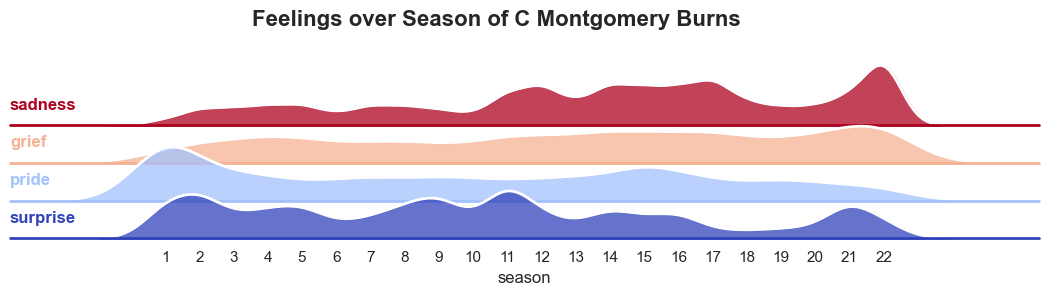 Feelings over Season of C Montgomery Burns
sadness
grief
pride
surprise
1 2 3 4 5 6 7 8 9 10 11 12 13 14 15 16 17 18 19 20 21 22
season